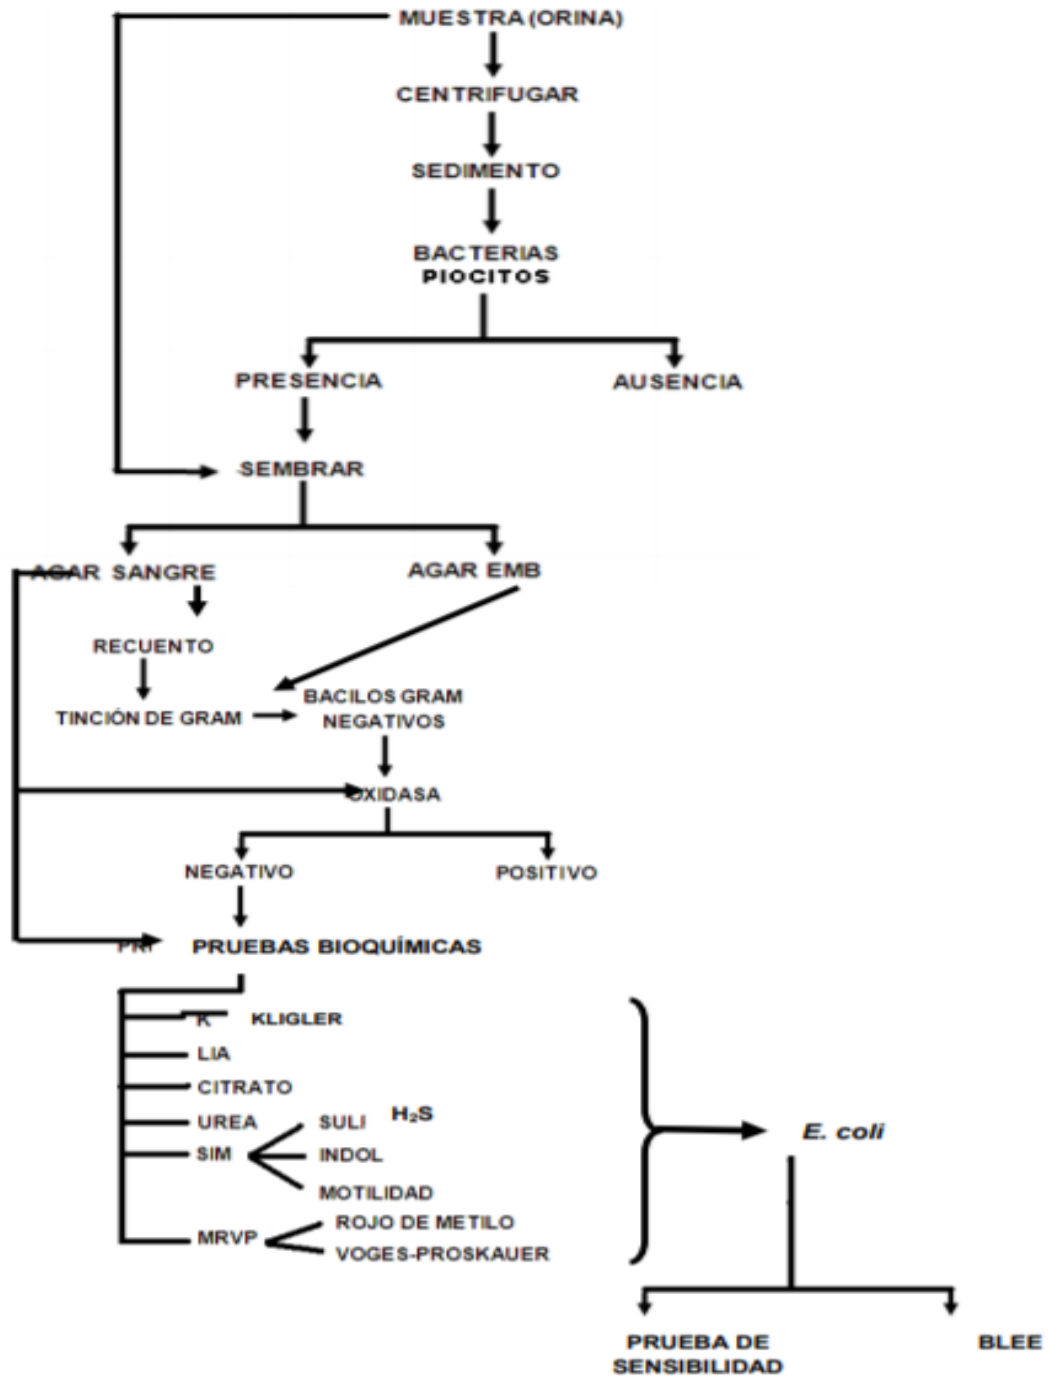 MUESTRA (ORINA)
CENTRIFUGAR
SEDIMENTO
BACTERIAS
PIOCITOS
PRESENCIA
AUSENCIA
SEMBRAR
AGAR SANGRE
AGAR EMB
RECUENTO
BACILOS GRAM
TINCIÓN DE GRAM
NEGATIVOS
OXIDASA
NEGATIVO
POSITIVO
PRUEBAS BIOQUÍMICAS
K KLIGLER
LIA
CITRATO
UREA
H₂S
SIM
INDOL
MOTILIDAD
MRVP
ROJO DE METILO
VOGES-PROSKAUER
E. coli
PRUEBA DE
SENSIBILIDAD
BLEE